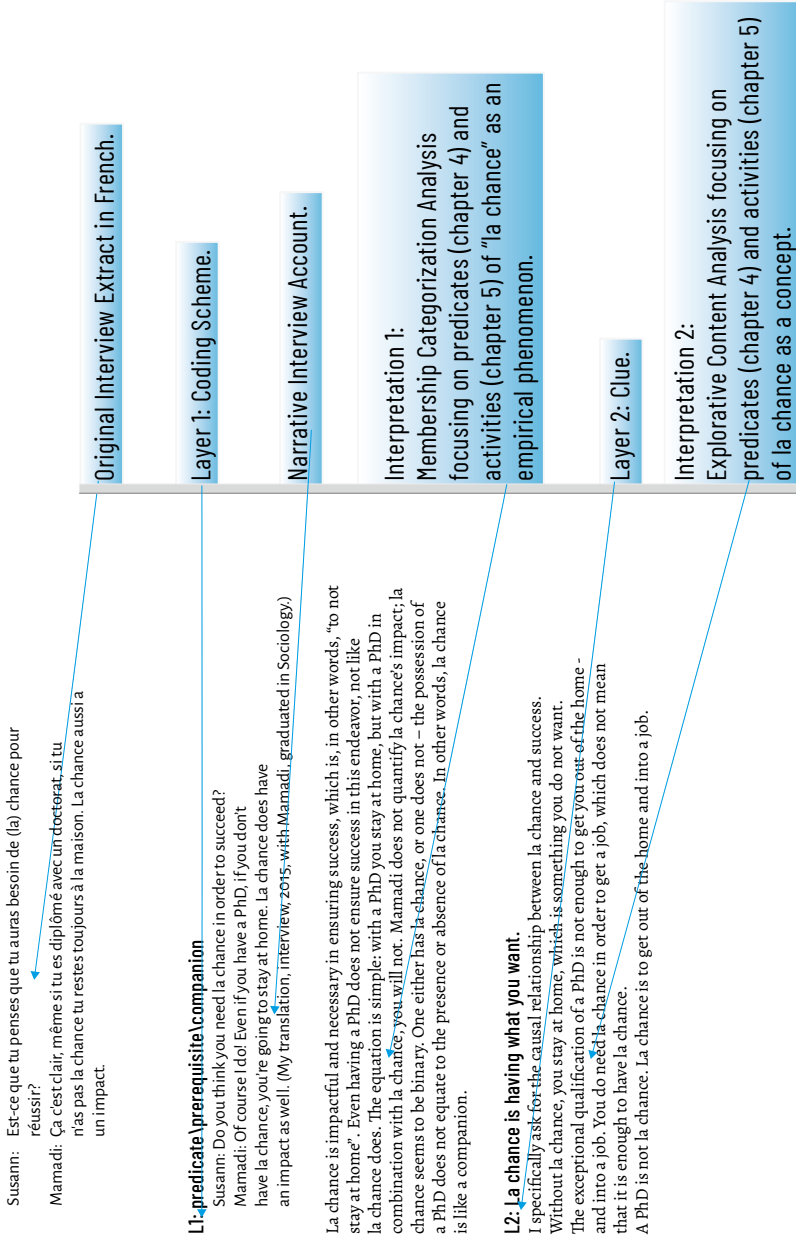 Susann: Est-ce que tu penses que tu auras besoin de (la) chance pour
réussir?
Mamadi: Ça c'est clair, même si tu es diplômé avec un doctorat, si tu
n'as pas la chance tu restes toujours à la maison. La chance aussi a
un impact.
L1: predicate\prerequisite\companion
Susann: Do you think you need la chance in order to succeed?
Mamadi: Of course I do! Even if you have a PhD, if you don't
have la chance, you're going to stay at home. La chance does have
an impact as well. (My translation, interview, 2015, with Mamadi, graduated in Sociology.)
La chance is impactful and necessary in ensuring success, which is, in other words, “to not
stay at home”. Even having a PhD does not ensure success in this endeavor, not like
la chance does. The equation is simple: with a PhD you stay at home, but with a PhD in
combination with la chance, you will not. Mamadi does not quantify la chance's impact; la
chance seems to be binary. One either has la chance, or one does not – the possession of
a PhD does not equate to the presence or absence of la chance. In other words, la chance
is like a companion.
L2: La chance is having what you want.
I specifically ask for the causal relationship between la chance and success.
Without la chance, you stay at home, which is something you do not want.
The exceptional qualification of a PhD is not enough to get you out of the home -
and into a job. You do need la chance in order to get a job, which does not mean
that it is enough to have la chance.
A PhD is not la chance. La chance is to get out of the home and into a job.
Original Interview Extract in French.
Layer 1: Coding Scheme.
Narrative Interview Account.
Interpretation 1:
Membership Categorization Analysis
focusing on predicates (chapter 4) and
activities (chapter 5) of “la chance” as an
empirical phenomenon.
Layer 2: Clue.
Interpretation 2:
Explorative Content Analysis focusing on
predicates (chapter 4) and activities (chapter 5)
of la chance as a concept.